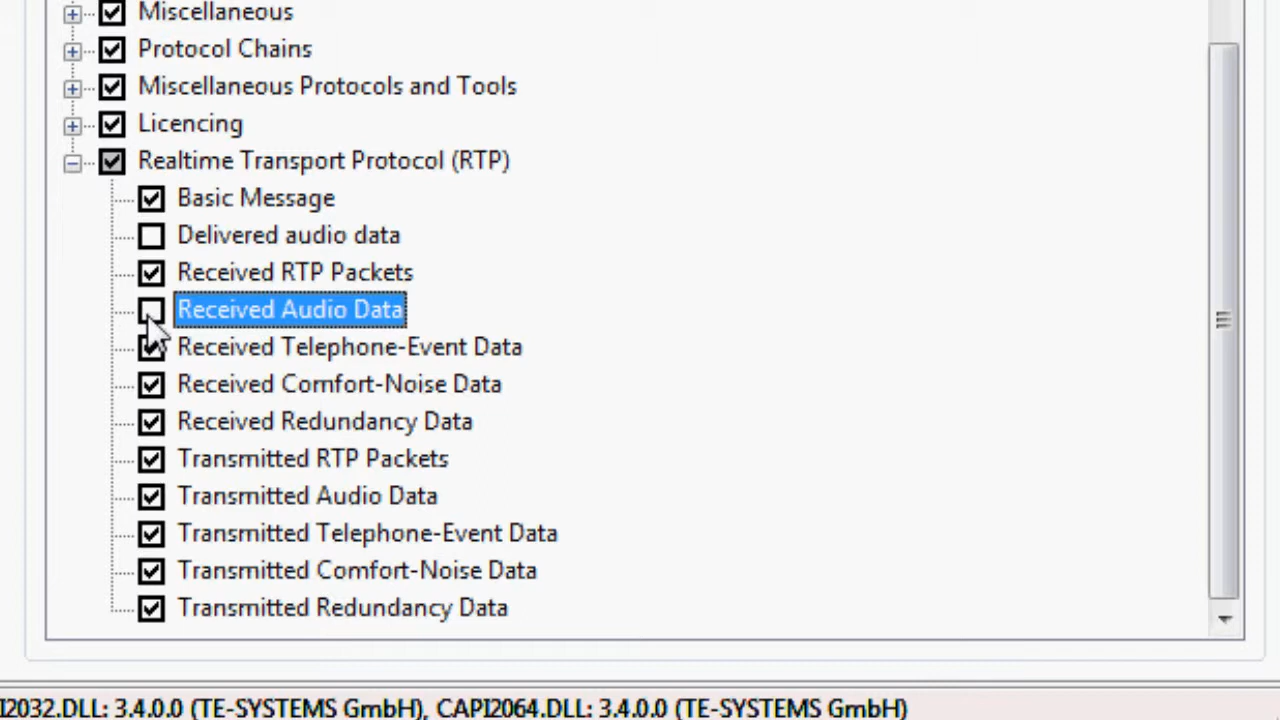 Miscellaneous
Protocol Chains
Miscellaneous Protocols and Tools
Licencing
Realtime Transport Protocol (RTP)
Basic Message
Delivered audio data
Received RTP Packets
Received Audio Data
Received Telephone-Event Data
Received Comfort-Noise Data
Received Redundancy Data
Transmitted RTP Packets
Transmitted Audio Data
Transmitted Telephone-Event Data
Transmitted Comfort-Noise Data
Transmitted Redundancy Data
I2032.DLL: 3.4.0.0 (TE-SYSTEMS GmbH), CAPI2064.DLL: 3.4.0.0 (TE-SYSTEMS GmbH)